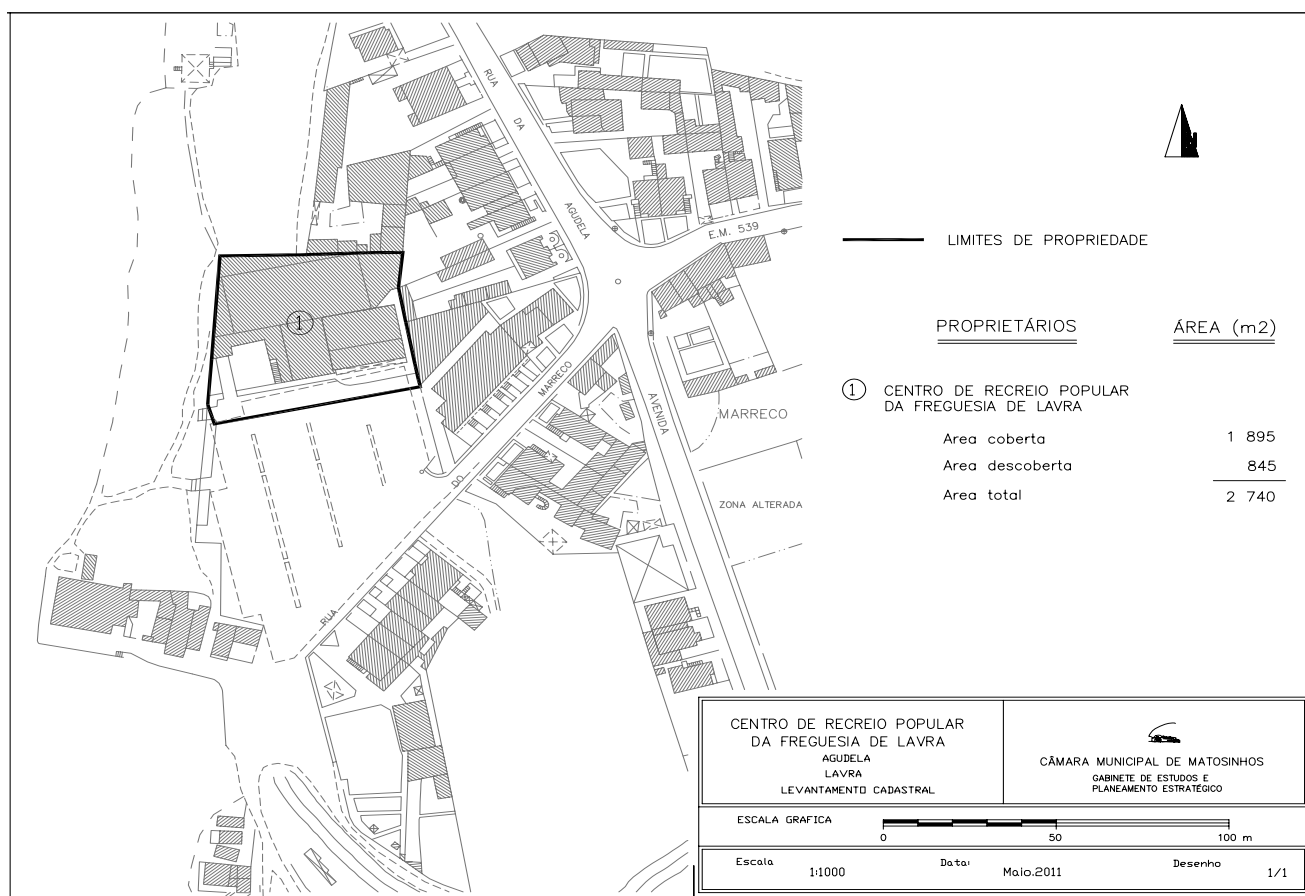 RUA
DA
AGUDELA
E.M. 539
1
MARRECO
DO
RUA
AVENIDA
MARRECO
ZONA ALTERADA
LIMITES DE PROPRIEDADE
PROPRIETÁRIOS ÁREA (m2)
1 CENTRO DE RECREIO POPULAR
DA FREGUESIA DE LAVRA
Area coberta 1 895
Area descoberta 845
Area total 2 740
CENTRO DE RECREIO POPULAR
DA FREGUESIA DE LAVRA
AGUDELA
LAVRA
LEVANTAMENTO CADASTRAL
CÂMARA MUNICIPAL DE MATOSINHOS
GABINETE DE ESTUDOS E
PLANEAMENTO ESTRATÉGICO
ESCALA GRAFICA
0 50 100 m
Escala 1:1000 Data: Maio.2011 Desenho 1/1